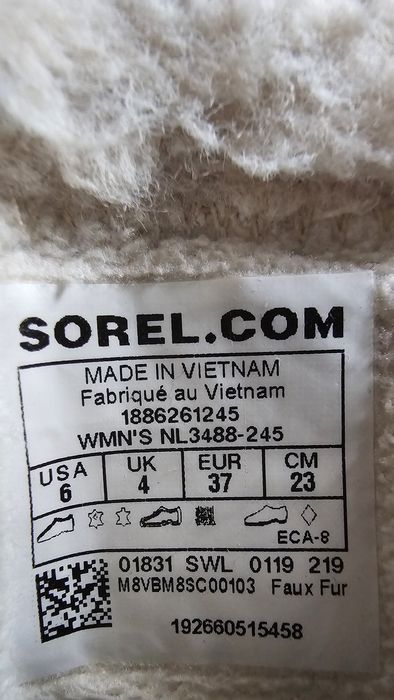 SOREL.COM
MADE IN VIETNAM
Fabriqué au Vietnam
1886261245
WMN'S NL3488-245
USA UK EUR CM
6 4 37 23
ECA-8
01831 SWL 0119 219
M8VBM8SC00103 Faux Fur
192660515458